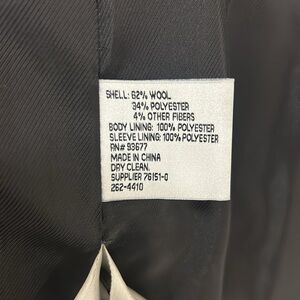 SHELL: 62% WOOL
34% POLYESTER
4% OTHER FIBERS
BODY LINING: 100% POLYESTER
SLEEVE LINING: 100% POLYESTER
RN# 93677
MADE IN CHINA
DRY CLEAN.
SUPPLIER 76151-0
262-4410